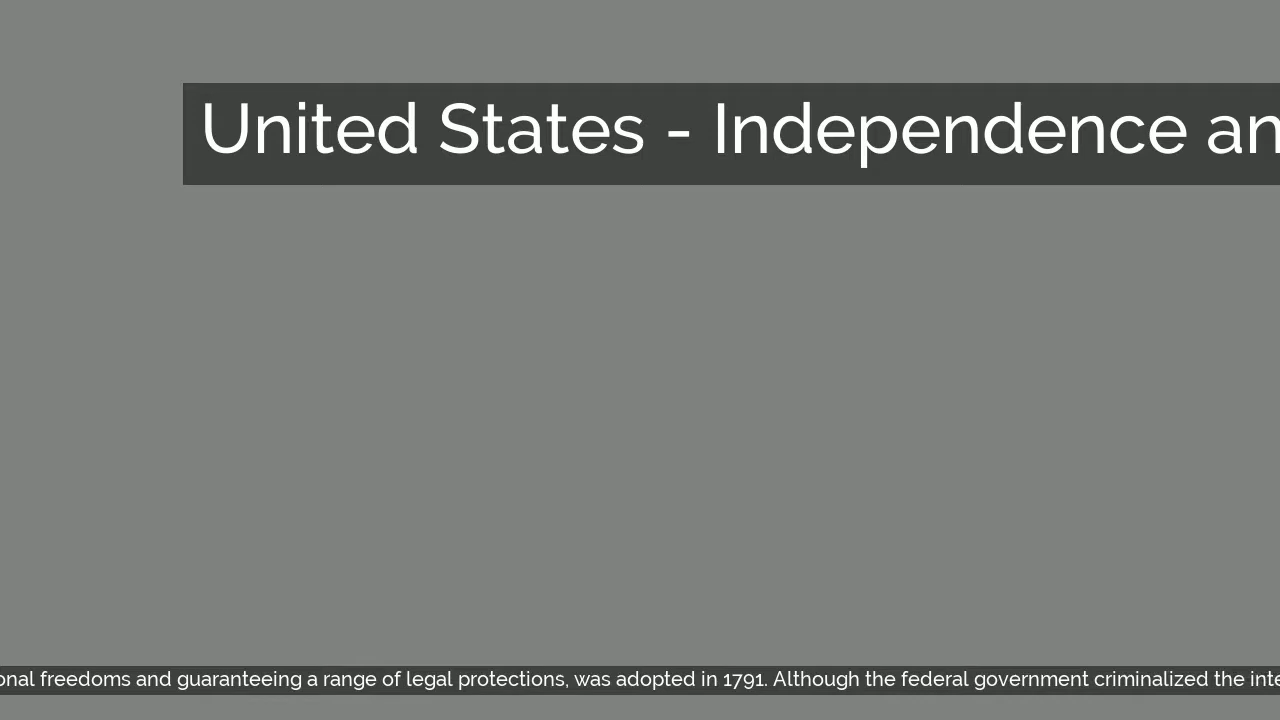 United States - Independence an
onal freedoms and guaranteeing a range of legal protections, was adopted in 1791. Although the federal government criminalized the inte